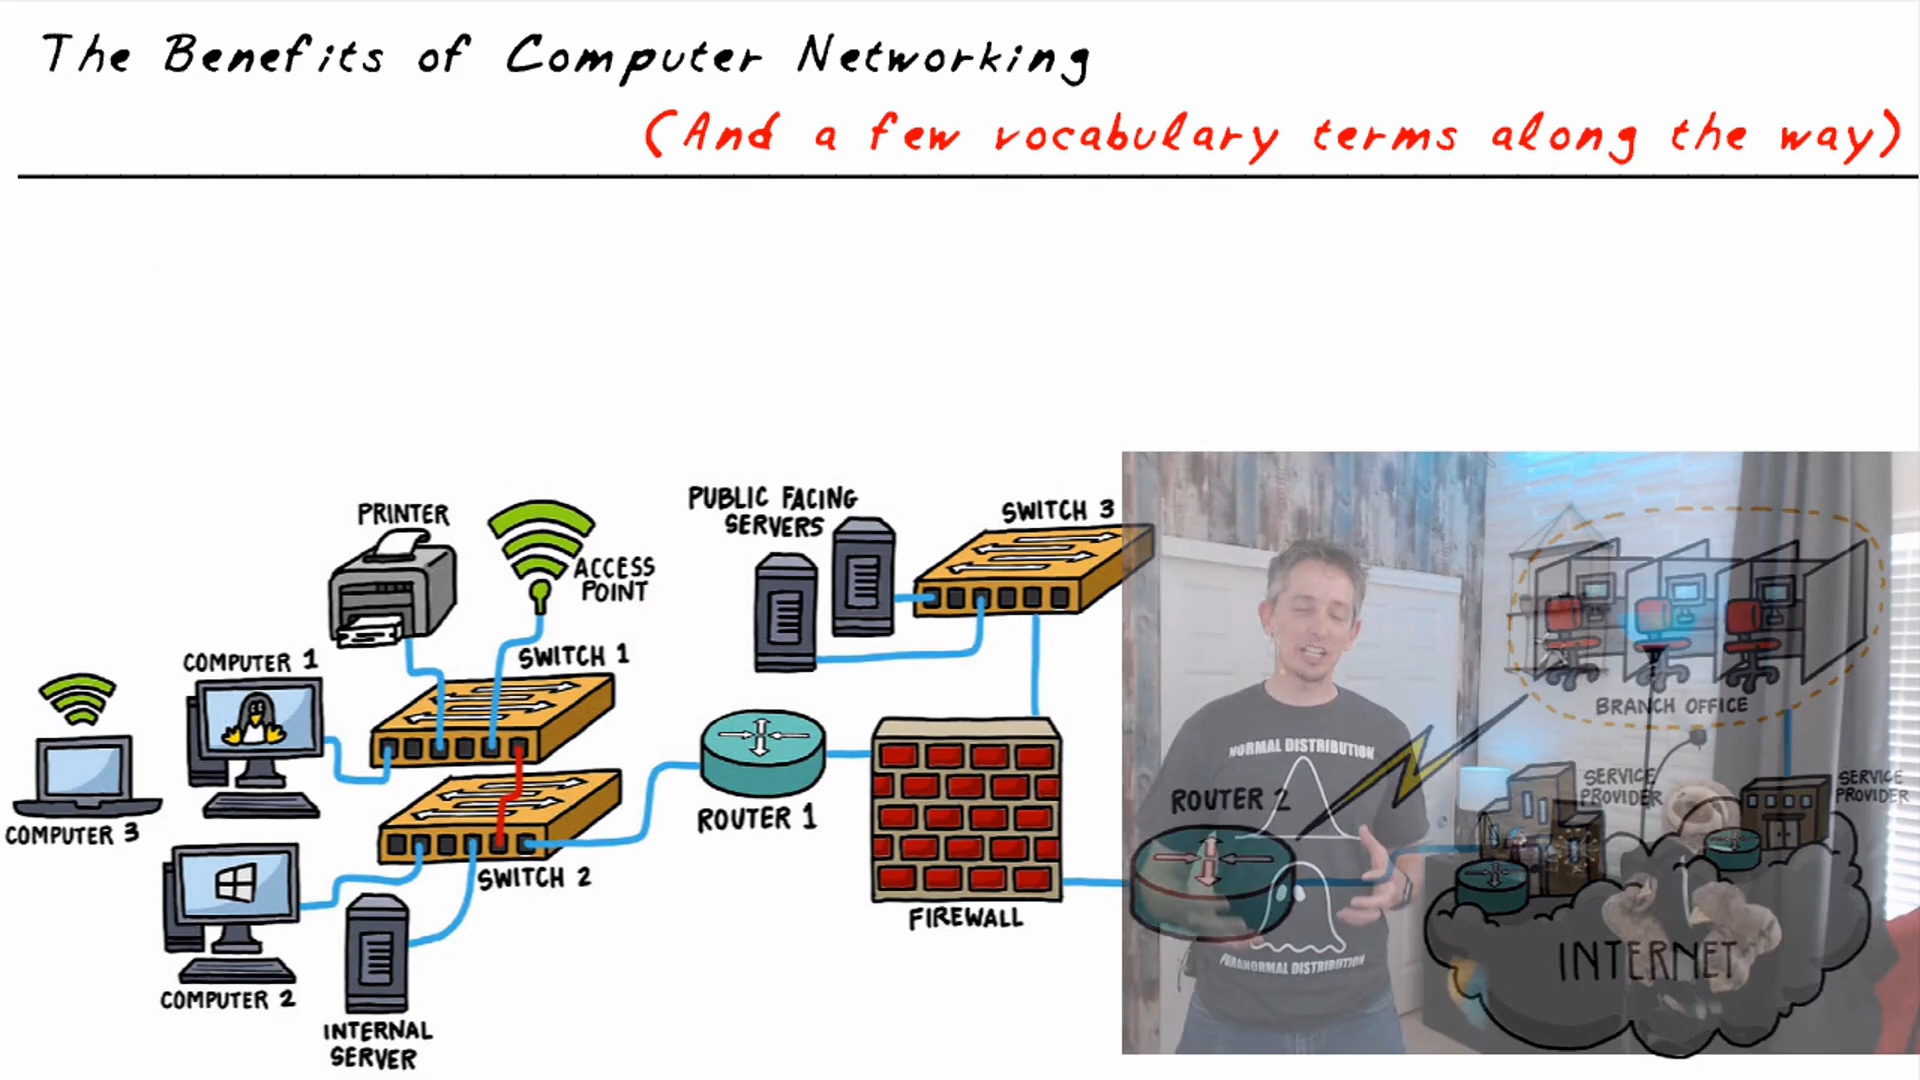 The Benefits of Computer Networking
(And a few vocabulary terms along the way)
PRINTER
ACCESS
POINT
PUBLIC FACING
SERVERS
SWITCH 3
COMPUTER 1
SWITCH 1
COMPUTER 3
SWITCH 2
ROUTER 1
FIREWALL
COMPUTER 2
INTERNAL
SERVER
BRANCH OFFICE
NORMAL DISTRIBUTION
ROUTER 2
SERVICE
PROVIDER
SERVICE
PROVIDER
PARANORMAL DISTRIBUTION
INTERNET